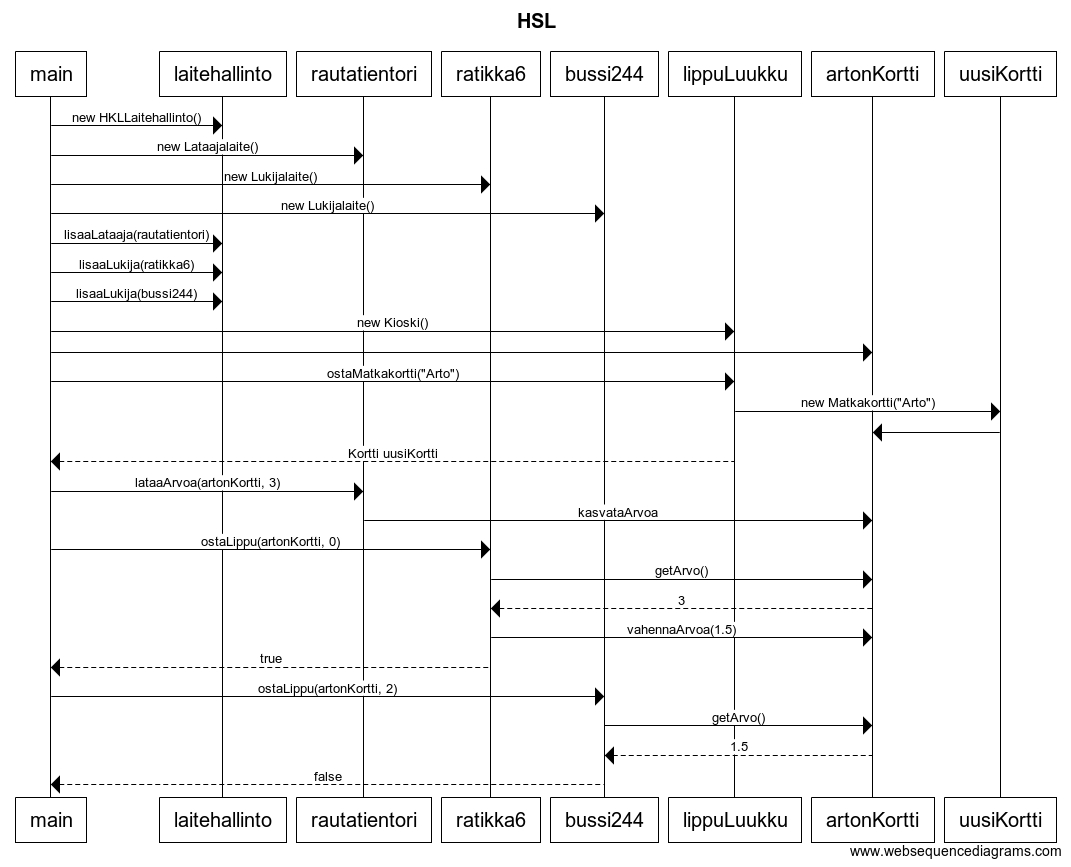 HSL
main
laitehallinto
rautatientori
ratikka6
bussi244
lippuLuukku
artonKortti
uusiKortti
new HKLLaitehallinto()
new Lataajalaite()
new Lukijalaite()
new Lukijalaite()
lisaaLataaja(rautatientori)
lisaaLukija(ratikka6)
lisaaLukija(bussi244)
new Kioski()
ostaMatkakortti("Arto")
new Matkakortti("Arto")
Kortti uusiKortti
lataaArvoa(artonKortti, 3)
kasvataArvoa
ostaLippu(artonKortti, 0)
getArvo()
3
vahennaArvoa(1.5)
true
ostaLippu(artonKortti, 2)
getArvo()
1.5
false
main
laitehallinto
rautatientori
ratikka6
bussi244
lippuLuukku
artonKortti
uusiKortti
www.websequencediagrams.com